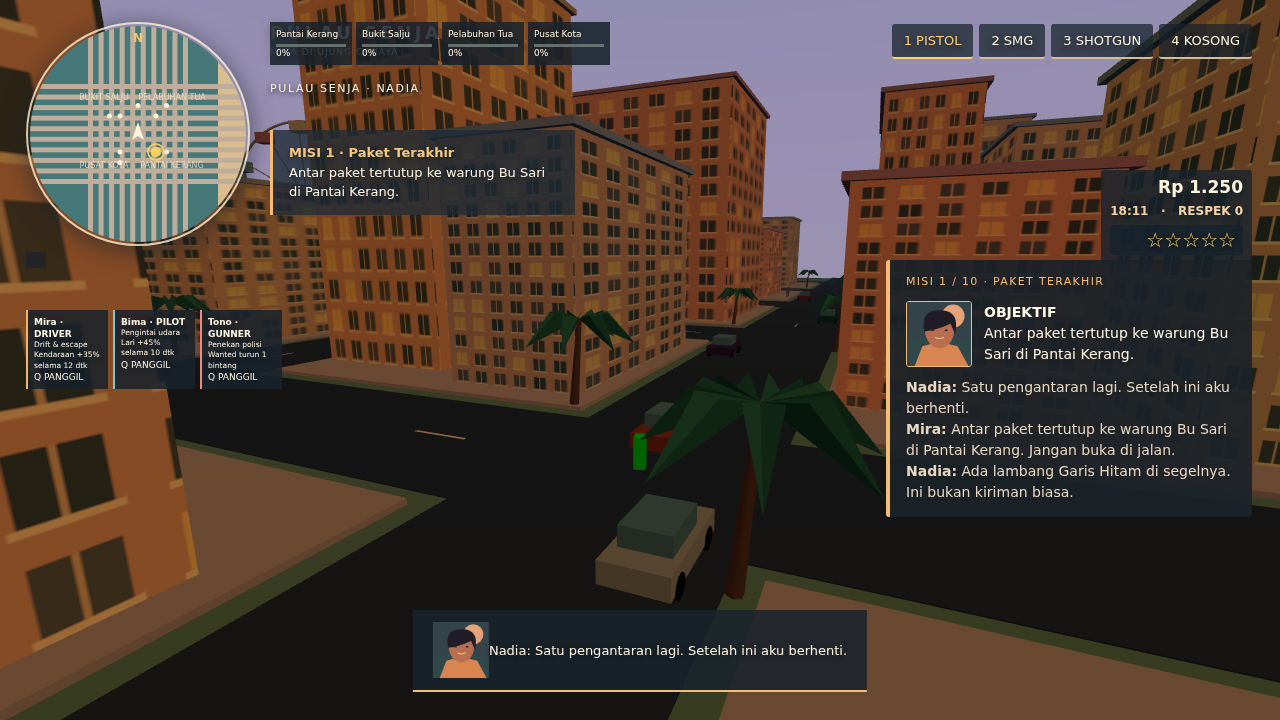 N
BUKIT SALJU
PELABUHAN TUA
PUSAT KOTA
PANTAI KERANG
Pantai Kerang
0%
Bukit Salju
0%
Pelabuhan Tua
0%
Pusat Kota
0%
PULAU SENJA · NADIA
1 PISTOL
2 SMG
3 SHOTGUN
4 KOSONG
MISI 1 · Paket Terakhir
Antar paket tertutup ke warung Bu Sari
di Pantai Kerang.
Rp 1.250
18:11 · RESPEK 0
☆☆☆☆☆
MISI 1 / 10 · PAKET TERAKHIR
OBJEKTIF
Antar paket tertutup ke warung Bu
Sari di Pantai Kerang.
Nadia: Satu pengantaran lagi. Setelah ini aku
berhenti.
Mira: Antar paket tertutup ke warung Bu Sari
di Pantai Kerang. Jangan buka di jalan.
Nadia: Ada lambang Garis Hitam di segelnya.
Ini bukan kiriman biasa.
Mira ·
DRIVER
Drift & escape
Kendaraan +35%
selama 12 dtk
Q PANGGIL
Bima · PILOT
Pengintai udara
Lari +45%
selama 10 dtk
Q PANGGIL
Tono ·
GUNNER
Penekan polisi
Wanted turun 1
bintang
Q PANGGIL
Nadia: Satu pengantaran lagi. Setelah ini aku berhenti.